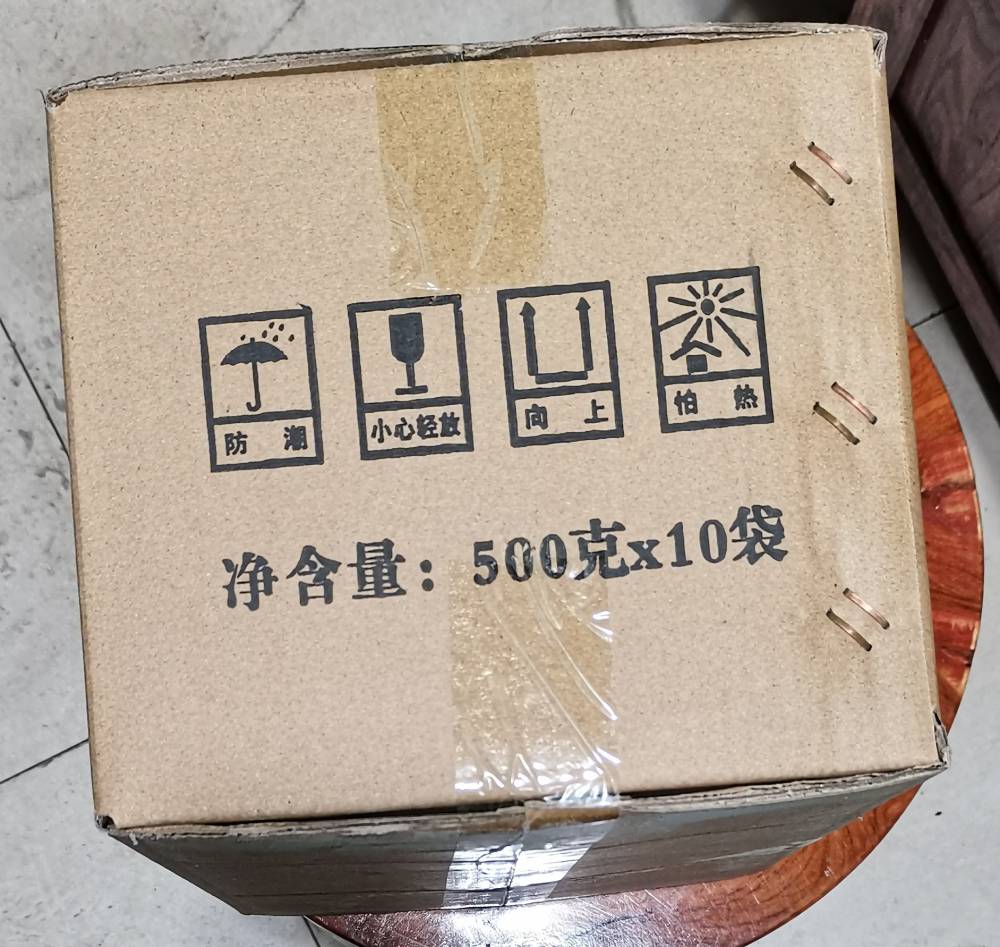 防 潮 小心轻放 向 上 怕 热
净含量：500克x10袋